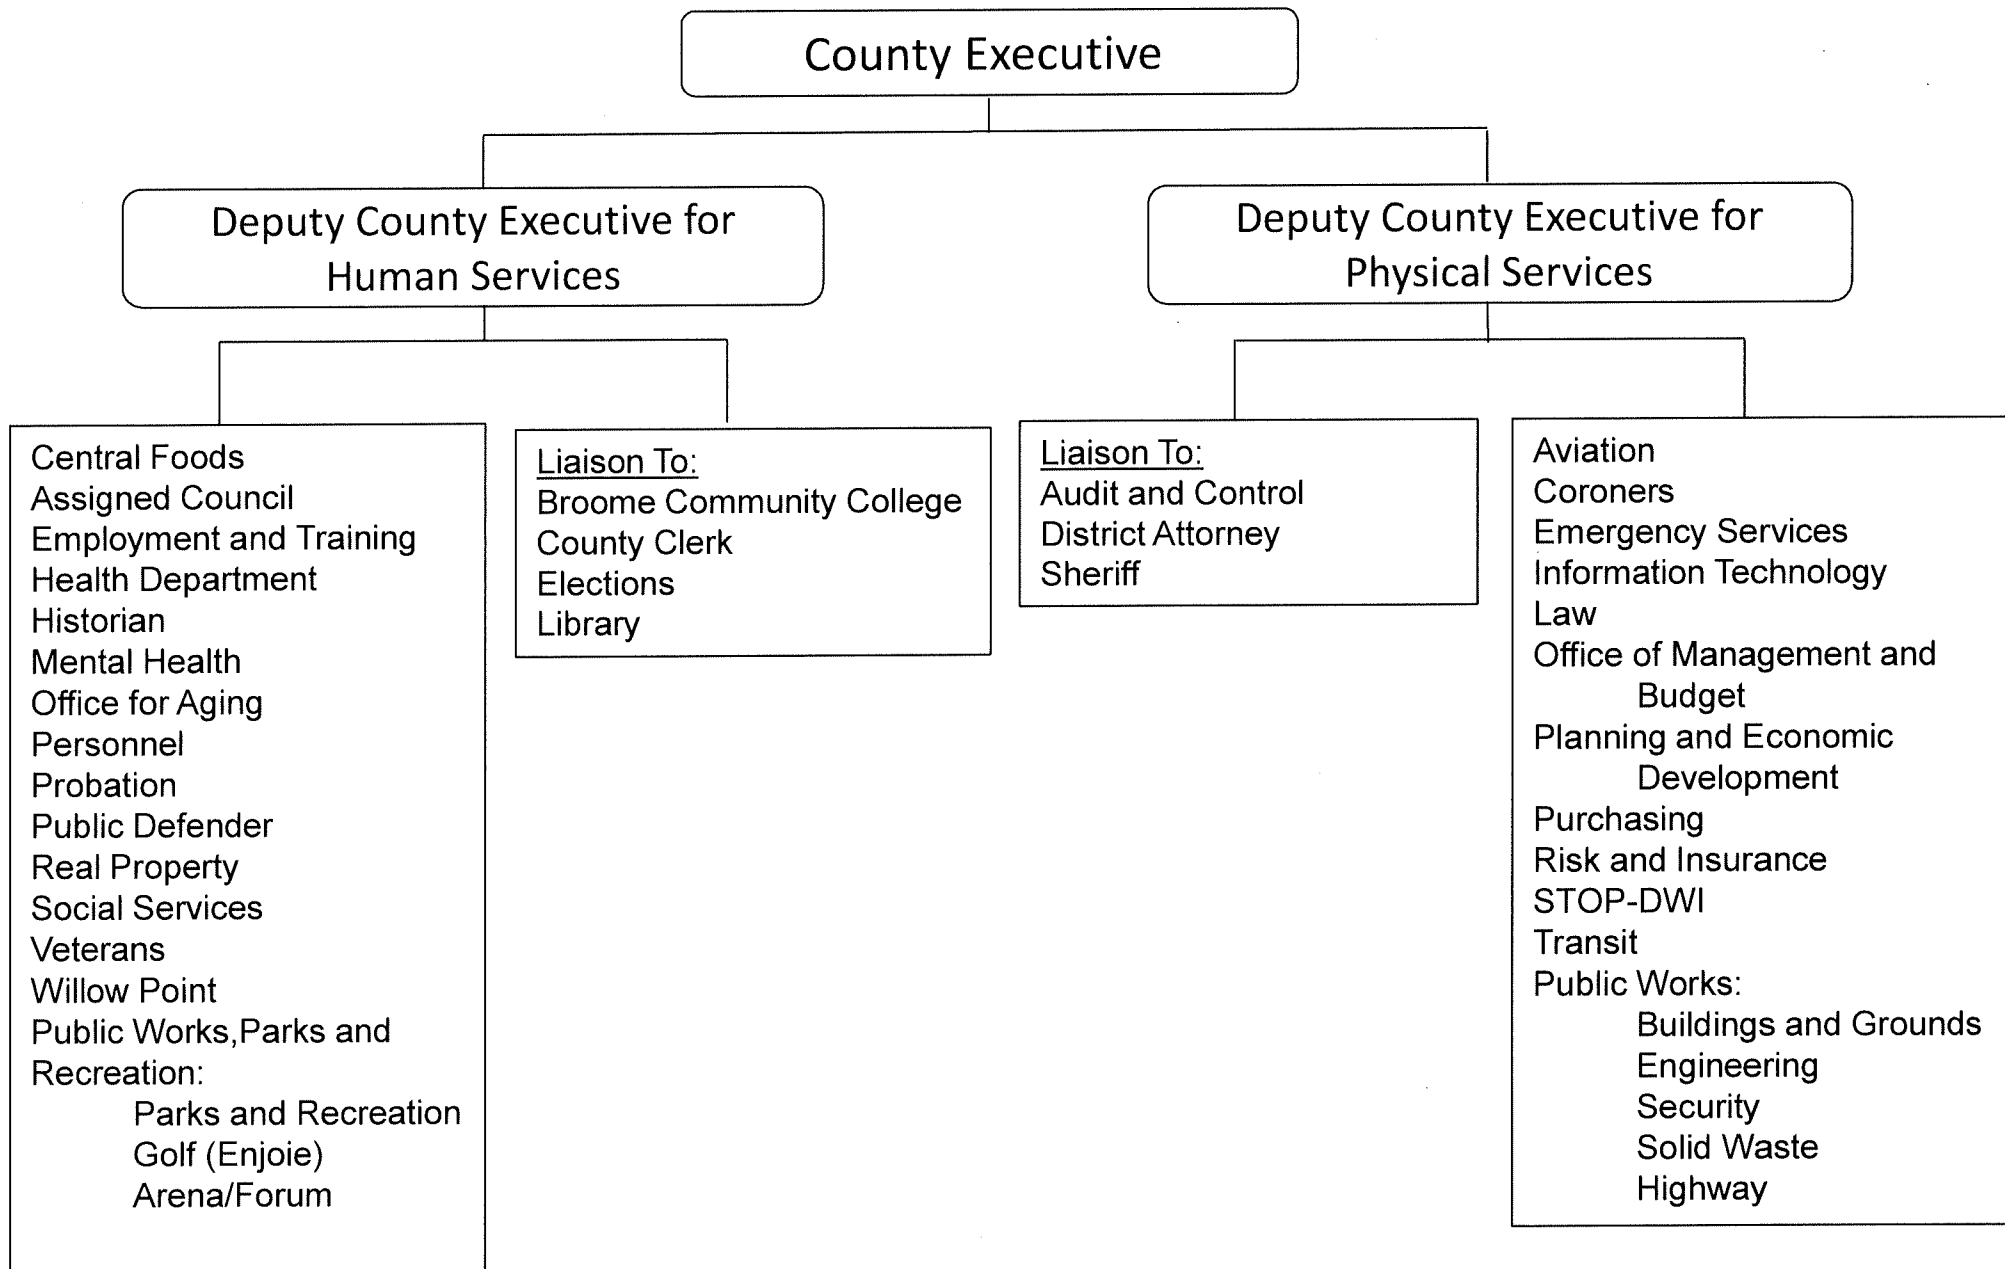 County Executive
Deputy County Executive for
Human Services
Deputy County Executive for
Physical Services
Central Foods
Assigned Council
Employment and Training
Health Department
Historian
Mental Health
Office for Aging
Personnel
Probation
Public Defender
Real Property
Social Services
Veterans
Willow Point
Public Works,Parks and
Recreation:
Parks and Recreation
Golf (Enjoie)
Arena/Forum
Liaison To:
Broome Community College
County Clerk
Elections
Library
Liaison To:
Audit and Control
District Attorney
Sheriff
Aviation
Coroners
Emergency Services
Information Technology
Law
Office of Management and
Budget
Planning and Economic
Development
Purchasing
Risk and Insurance
STOP-DWI
Transit
Public Works:
Buildings and Grounds
Engineering
Security
Solid Waste
Highway